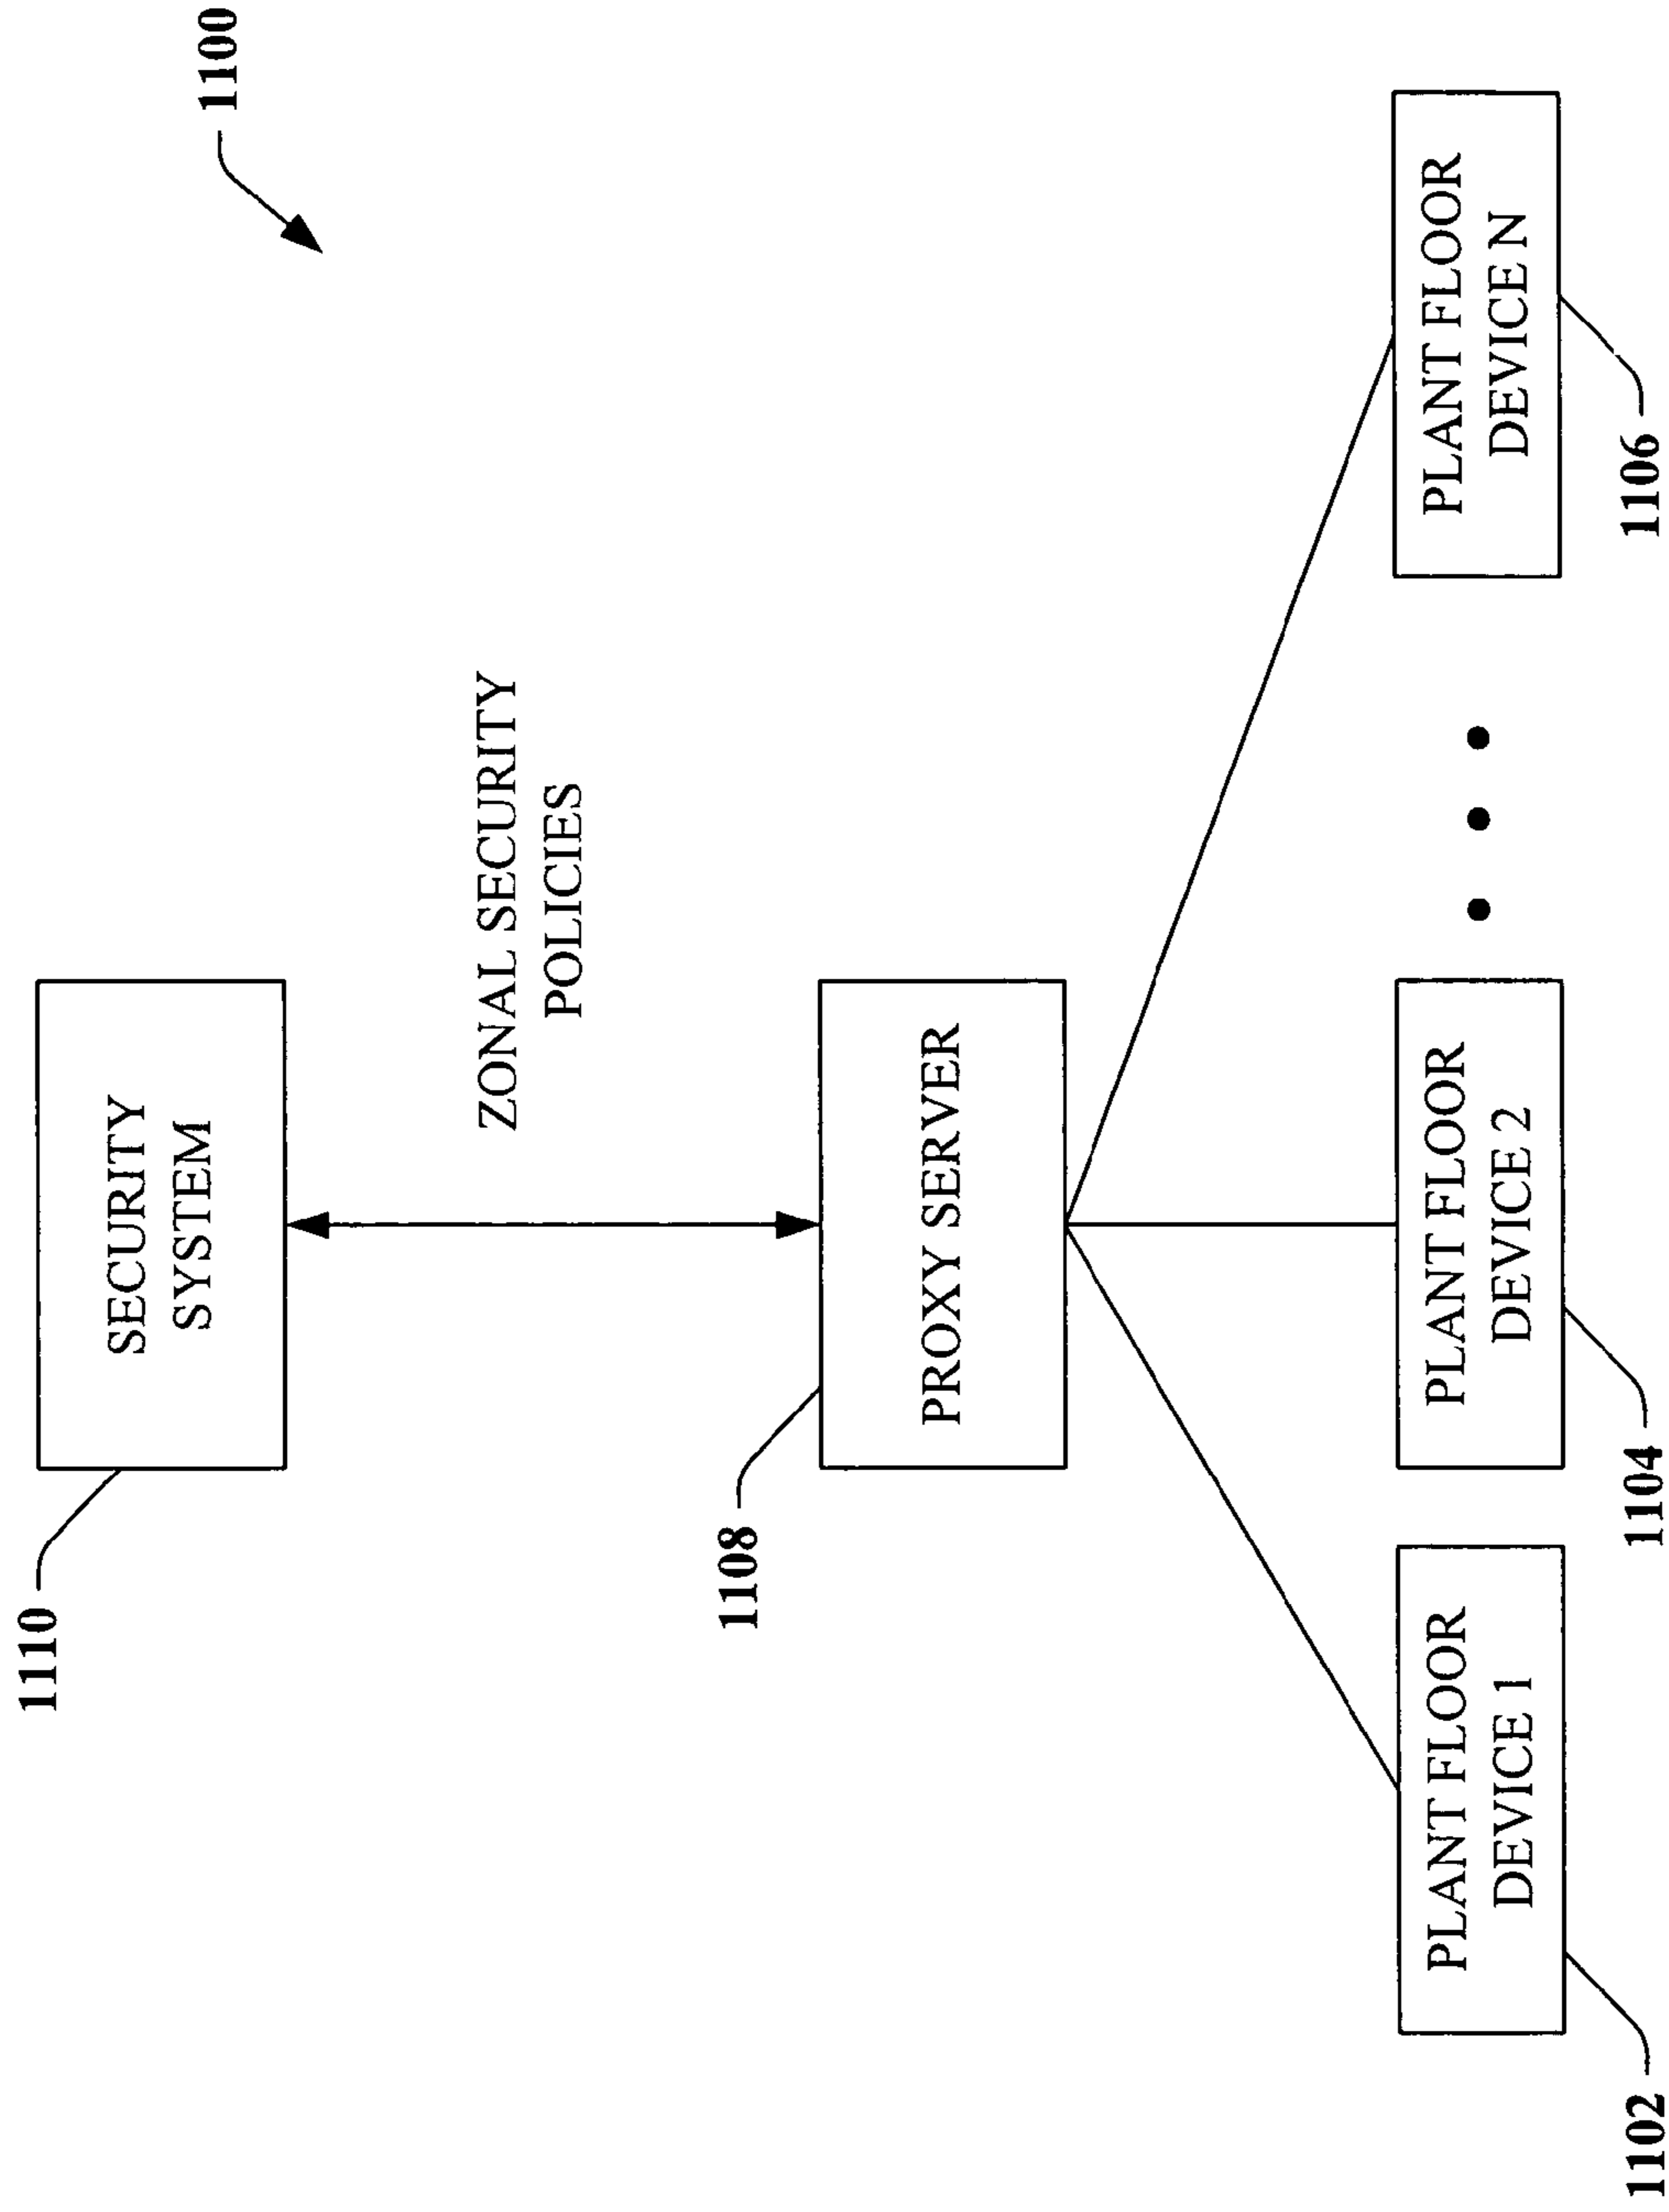 1100
1110
SECURITY
SYSTEM
ZONAL SECURITY
POLICIES
1108
PROXY SERVER
PLANT FLOOR
DEVICE 1
PLANT FLOOR
DEVICE 2
PLANT FLOOR
DEVICE N
1102
1104
1106